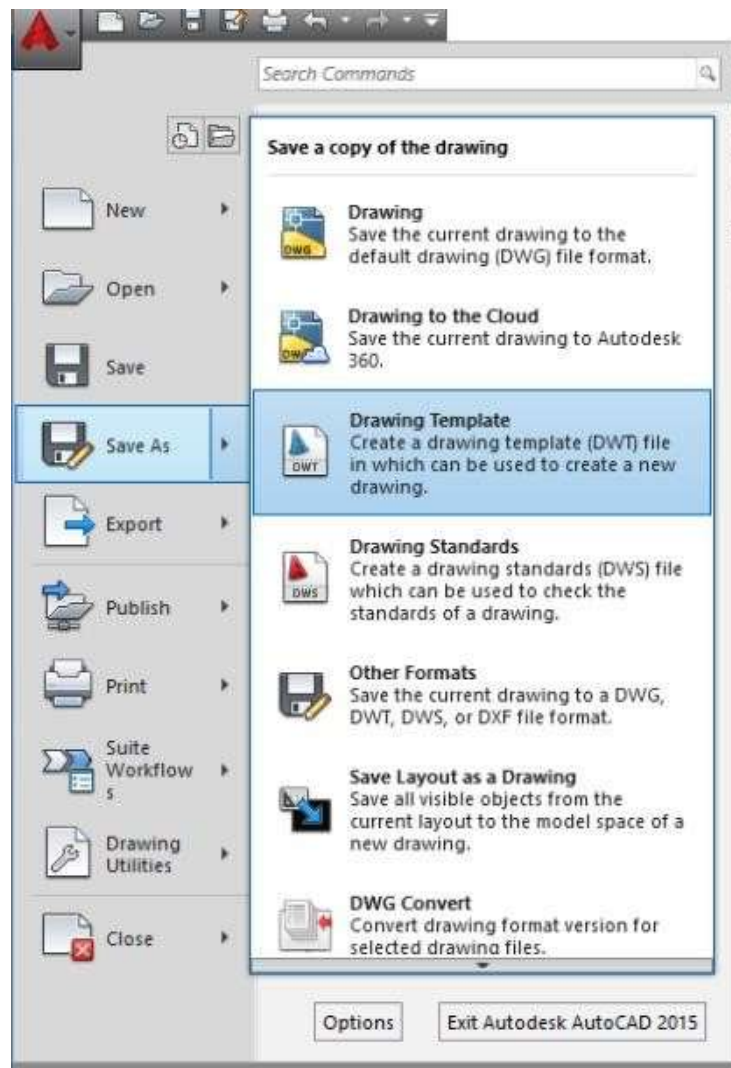 Search Commands
Save a copy of the drawing
New
Open
Save
Save As
Export
Publish
Print
Suite
Workflow
s
Drawing
Utilities
Close
Drawing
Save the current drawing to the
default drawing (DWG) file format.
DWG
Drawing to the Cloud
Save the current drawing to Autodesk
360.
DWG
Drawing Template
Create a drawing template (DWT) file
in which can be used to create a new
drawing.
DWT
Drawing Standards
Create a drawing standards (DWS) file
which can be used to check the
standards of a drawing.
DWS
Other Formats
Save the current drawing to a DWG,
DWT, DWS, or DXF file format.
Save Layout as a Drawing
Save all visible objects from the
current layout to the model space of a
new drawing.
DWG Convert
Convert drawing format version for
selected drawing files.
Options
Exit Autodesk AutoCAD 2015